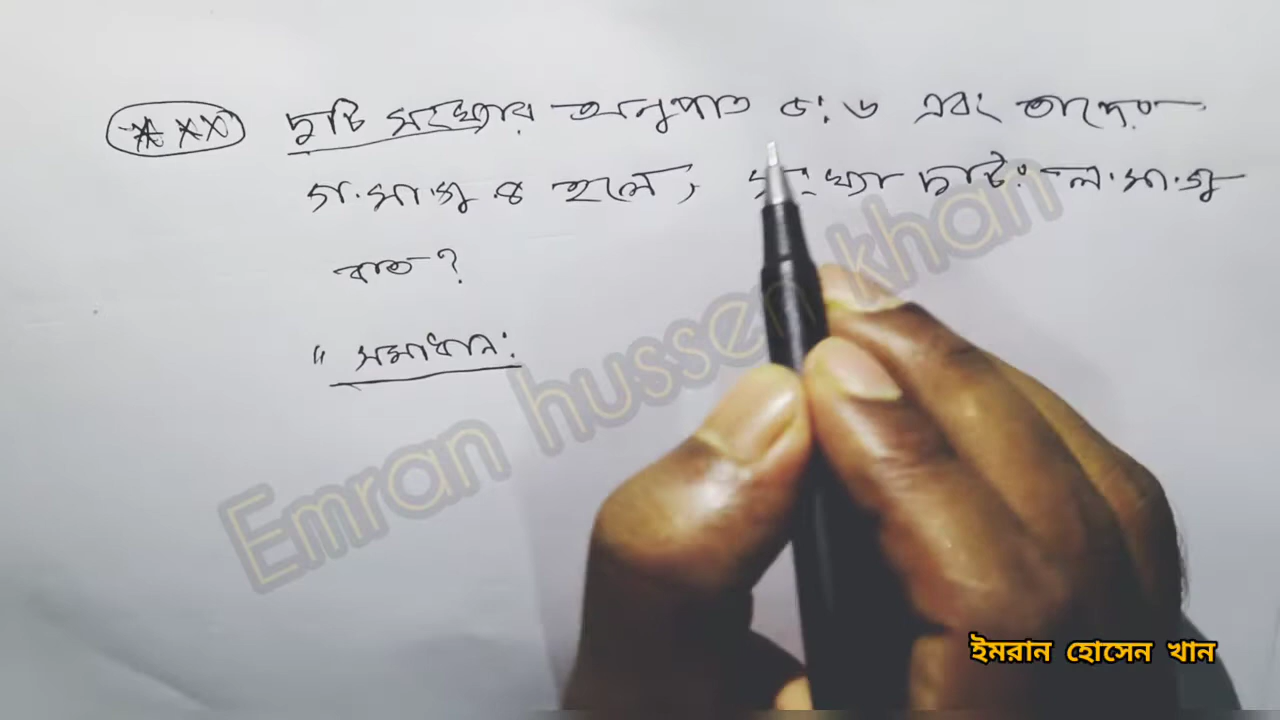 *** দুটি সংখ্যার অনুপাত ৫:৬ এবং তাদের
গ.সা.গু ৪ হলে, সংখ্যা দুটি: ল.সা.গু
কত?
" সমাধান:
Emran hussen khan
ইমরান হোসেন খান